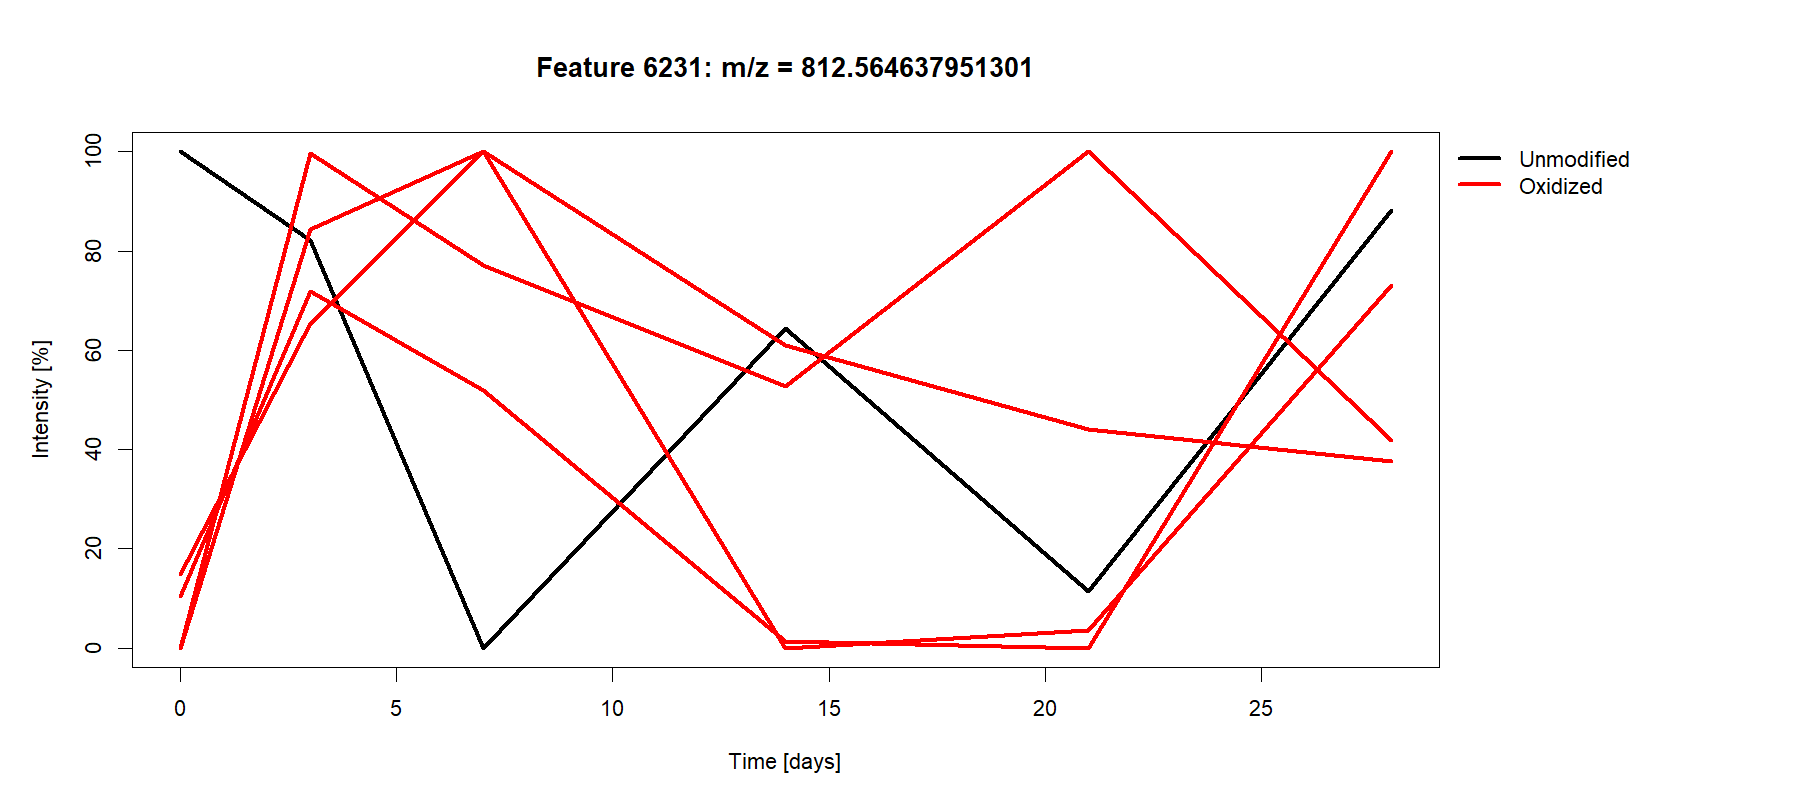 Feature 6231: m/z = 812.564637951301
Unmodified
Oxidized
Intensity [%]
100
80
60
40
20
0
0 5 10 15 20 25
Time [days]